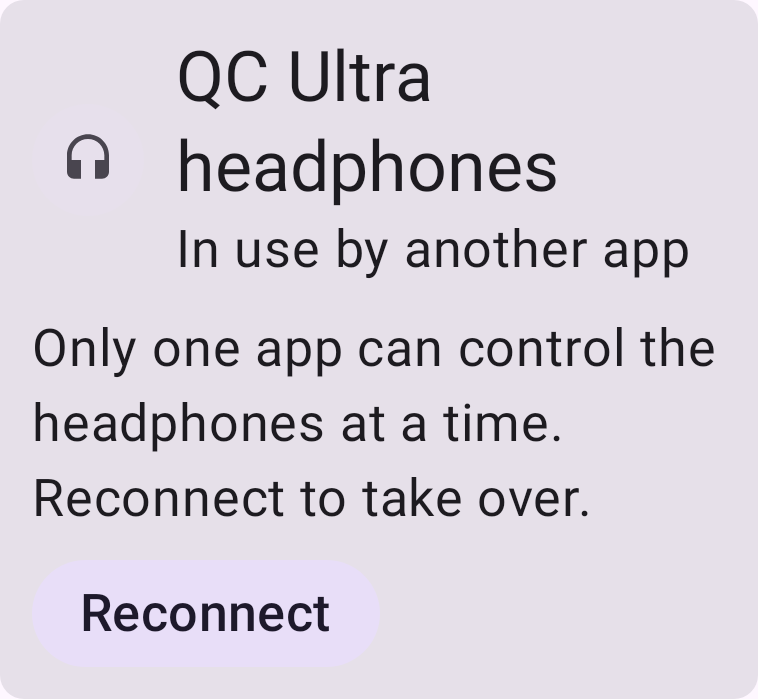 QC Ultra
headphones
In use by another app
Only one app can control the
headphones at a time.
Reconnect to take over.
Reconnect